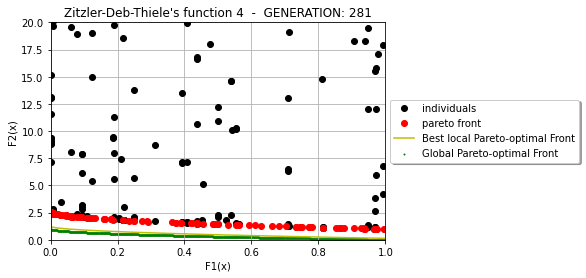 Zitzler-Deb-Thiele's function 4 - GENERATION: 281
20.0
17.5
15.0
12.5
10.0
7.5
5.0
2.5
0.0
F2(x)
0.0 0.2 0.4 0.6 0.8 1.0
F1(x)
individuals
pareto front
Best local Pareto-optimal Front
Global Pareto-optimal Front